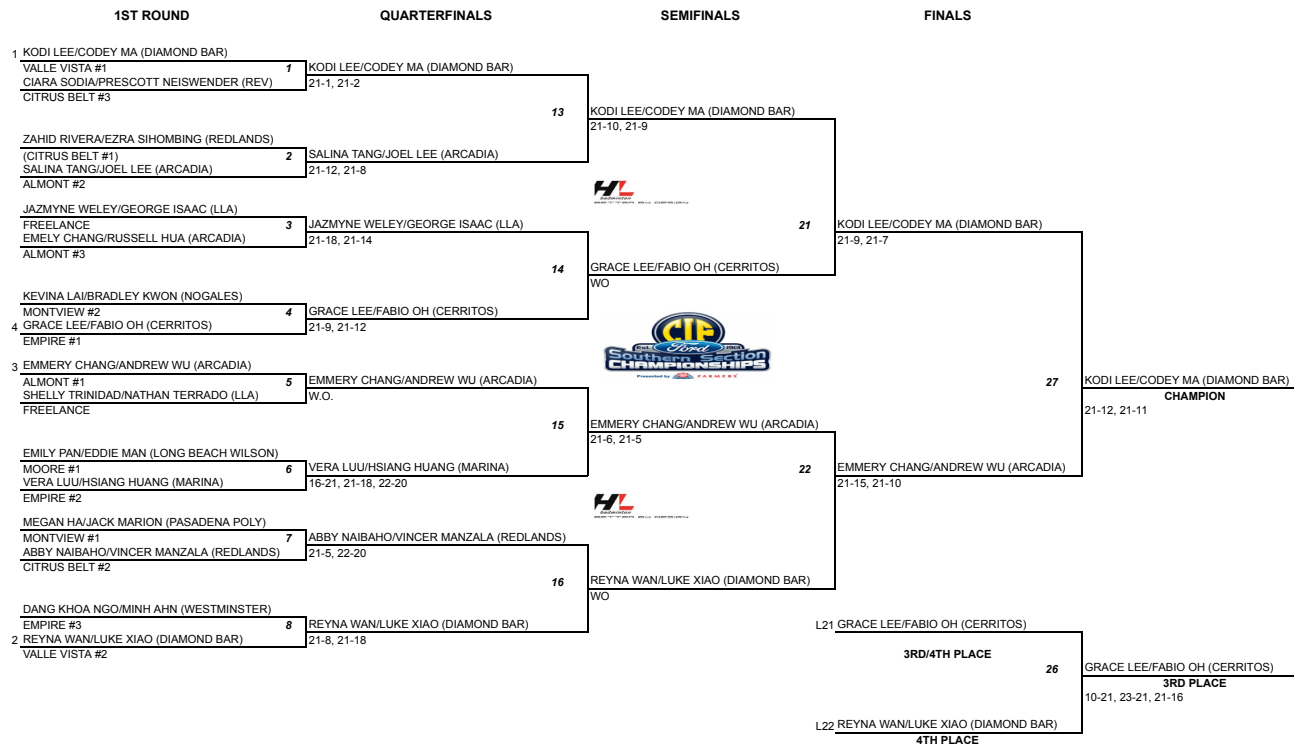 1ST ROUND
QUARTERFINALS
SEMIFINALS
FINALS
1 KODI LEE/CODEY MA (DIAMOND BAR)
VALLE VISTA #1
1
CIARA SODIA/PRESCOTT NEISWENDER (REV)
CITRUS BELT #3
ZAHID RIVERA/EZRA SIHOMBING (REDLANDS)
(CITRUS BELT #1)
2
SALINA TANG/JOEL LEE (ARCADIA)
ALMONT #2
JAZMYNE WELEY/GEORGE ISAAC (LLA)
FREELANCE
3
EMELY CHANG/RUSSELL HUA (ARCADIA)
ALMONT #3
KEVINA LAI/BRADLEY KWON (NOGALES)
MONTVIEW #2
4
4 GRACE LEE/FABIO OH (CERRITOS)
EMPIRE #1
3 EMMERY CHANG/ANDREW WU (ARCADIA)
ALMONT #1
5
SHELLY TRINIDAD/NATHAN TERRADO (LLA)
FREELANCE
EMILY PAN/EDDIE MAN (LONG BEACH WILSON)
MOORE #1
6
VERA LUU/HSIANG HUANG (MARINA)
EMPIRE #2
MEGAN HA/JACK MARION (PASADENA POLY)
MONTVIEW #1
7
ABBY NAIBAHO/VINCER MANZALA (REDLANDS)
CITRUS BELT #2
DANG KHOA NGO/MINH AHN (WESTMINSTER)
EMPIRE #3
8
2 REYNA WAN/LUKE XIAO (DIAMOND BAR)
VALLE VISTA #2
KODI LEE/CODEY MA (DIAMOND BAR)
21-1, 21-2
13
SALINA TANG/JOEL LEE (ARCADIA)
21-12, 21-8
JAZMYNE WELEY/GEORGE ISAAC (LLA)
21-18, 21-14
14
GRACE LEE/FABIO OH (CERRITOS)
21-9, 21-12
EMMERY CHANG/ANDREW WU (ARCADIA)
W.O.
15
VERA LUU/HSIANG HUANG (MARINA)
16-21, 21-18, 22-20
ABBY NAIBAHO/VINCER MANZALA (REDLANDS)
21-5, 22-20
16
REYNA WAN/LUKE XIAO (DIAMOND BAR)
21-8, 21-18
KODI LEE/CODEY MA (DIAMOND BAR)
21-10, 21-9
HL
badminton
BETTER BY DESIGN
21
GRACE LEE/FABIO OH (CERRITOS)
WO
CIF
Est.
Ford
1913
Southern Section
CHAMPIONSHIPS
Presented by FARMERS
EMMERY CHANG/ANDREW WU (ARCADIA)
21-6, 21-5
22
HL
badminton
BETTER BY DESIGN
REYNA WAN/LUKE XIAO (DIAMOND BAR)
WO
KODI LEE/CODEY MA (DIAMOND BAR)
21-9, 21-7
27
EMMERY CHANG/ANDREW WU (ARCADIA)
21-15, 21-10
KODI LEE/CODEY MA (DIAMOND BAR)
CHAMPION
21-12, 21-11
L21 GRACE LEE/FABIO OH (CERRITOS)
3RD/4TH PLACE
26
GRACE LEE/FABIO OH (CERRITOS)
3RD PLACE
10-21, 23-21, 21-16
L22 REYNA WAN/LUKE XIAO (DIAMOND BAR)
4TH PLACE